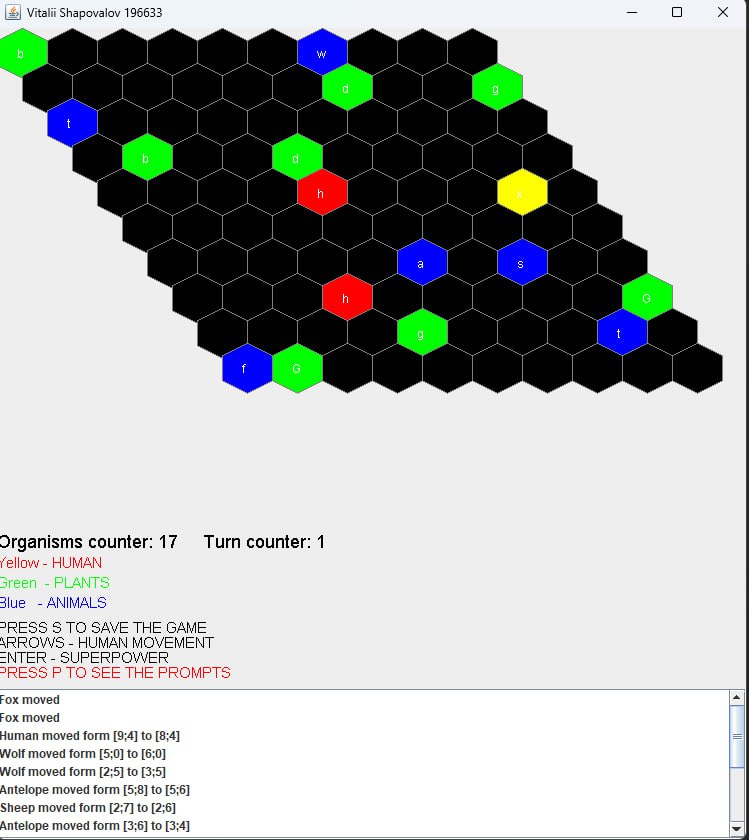 Vitalii Shapovalov 196633
b w
d g
t
b d
h x
a s
h G
g t
f G
Organisms counter: 17 Turn counter: 1
Yellow - HUMAN
Green - PLANTS
Blue - ANIMALS
PRESS S TO SAVE THE GAME
ARROWS - HUMAN MOVEMENT
ENTER - SUPERPOWER
PRESS P TO SEE THE PROMPTS
Fox moved
Fox moved
Human moved form [9;4] to [8;4]
Wolf moved form [5;0] to [6;0]
Wolf moved form [2;5] to [3;5]
Antelope moved form [5;8] to [5;6]
Sheep moved form [2;7] to [2;6]
Antelope moved form [3;6] to [3;4]